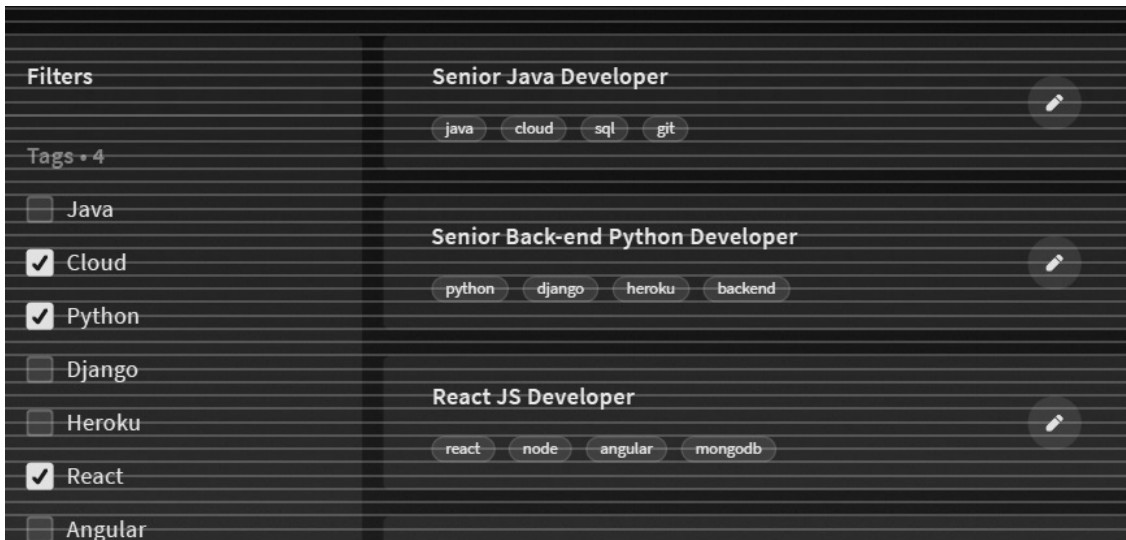 Filters
Tags • 4
Java
Cloud
Python
Django
Heroku
React
Angular
Senior Java Developer
java cloud sql git
Senior Back-end Python Developer
python django heroku backend
React JS Developer
react node angular mongodb